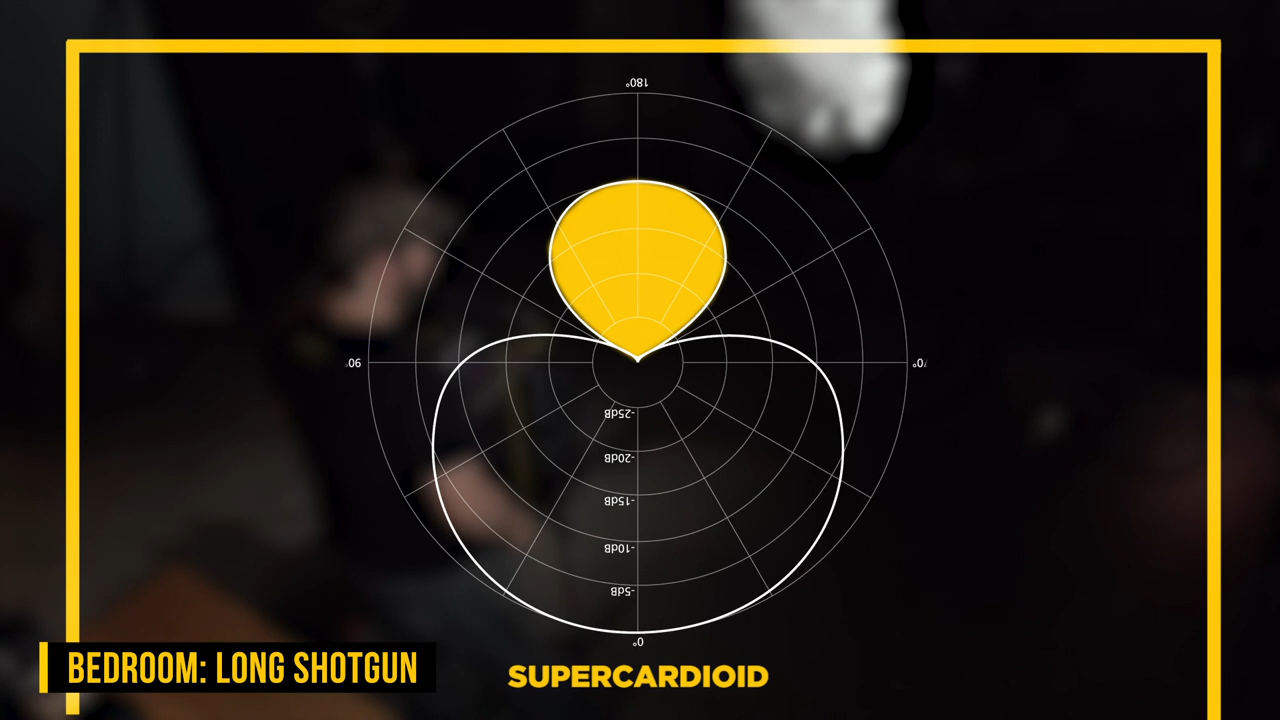 180°
90
-25dB
-20dB
-15dB
-10dB
-5dB
0°
BEDROOM: LONG SHOTGUN
SUPERCARDIOID